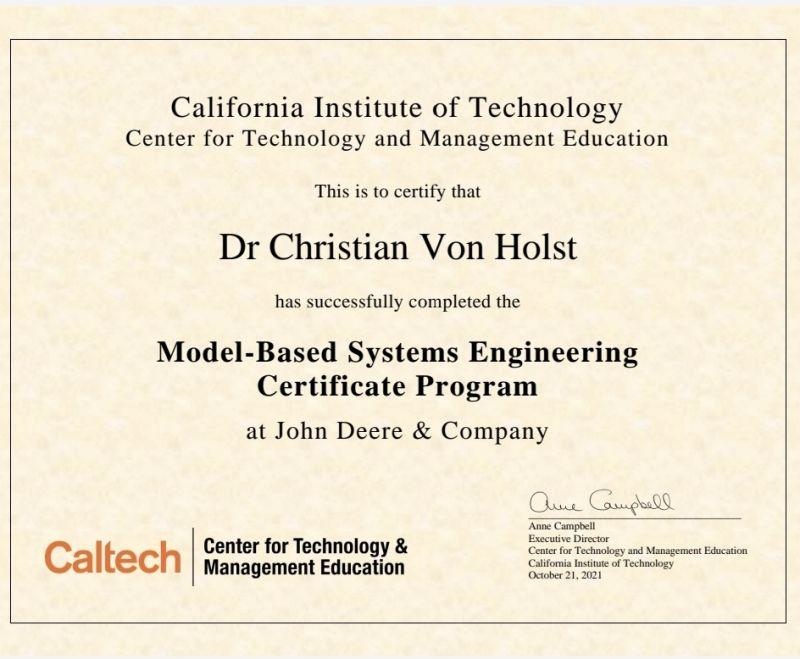 California Institute of Technology
Center for Technology and Management Education
This is to certify that
Dr Christian Von Holst
has successfully completed the
Model-Based Systems Engineering
Certificate Program
at John Deere & Company
Anne Campbell
Anne Campbell
Executive Director
Center for Technology and Management Education
California Institute of Technology
October 21, 2021
Caltech
Center for Technology &
Management Education